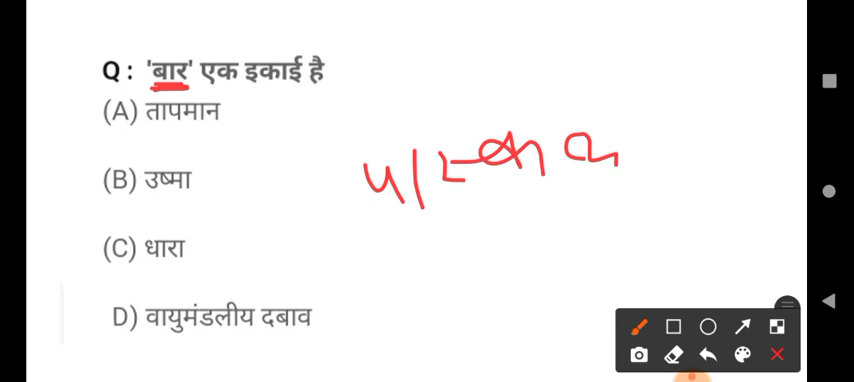 Q : 'बार' एक इकाई है
(A) तापमान
(B) उष्मा
(C) धारा
D) वायुमंडलीय दबाव